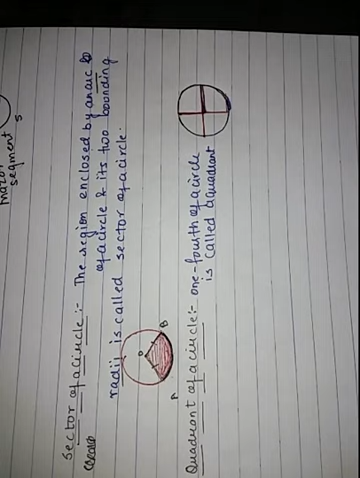 Major
segment s
Sector of a circle :- The region enclosed by an arc
of a circle & its two bounding
radii is called sector of a circle.
O
A
B
Quadrant of a circle:- one-fourth of a circle
is called a quadrant